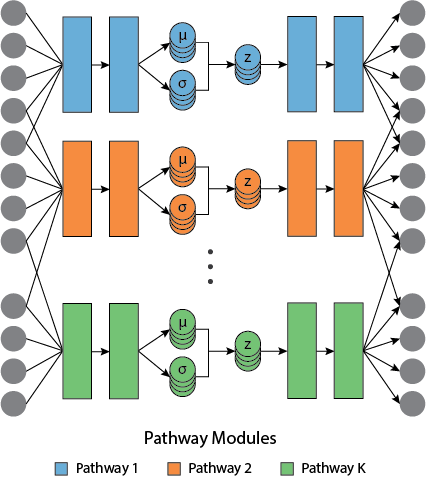 μ
σ
z
μ
σ
z
μ
σ
z
Pathway Modules
Pathway 1 Pathway 2 Pathway K